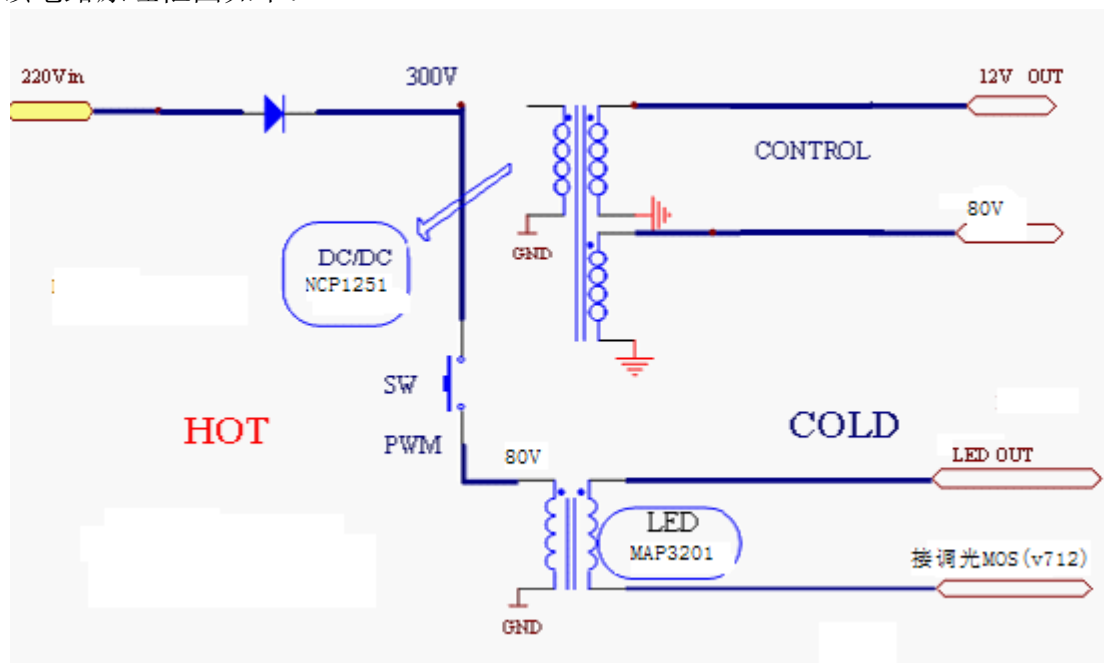 220Vin
300V
12V OUT
CONTROL
80V
GND
DC/DC
NCP1251
SW
HOT
COLD
PWM
80V
LED OUT
LED
MAP3201
接调光MOS(v712)
GND